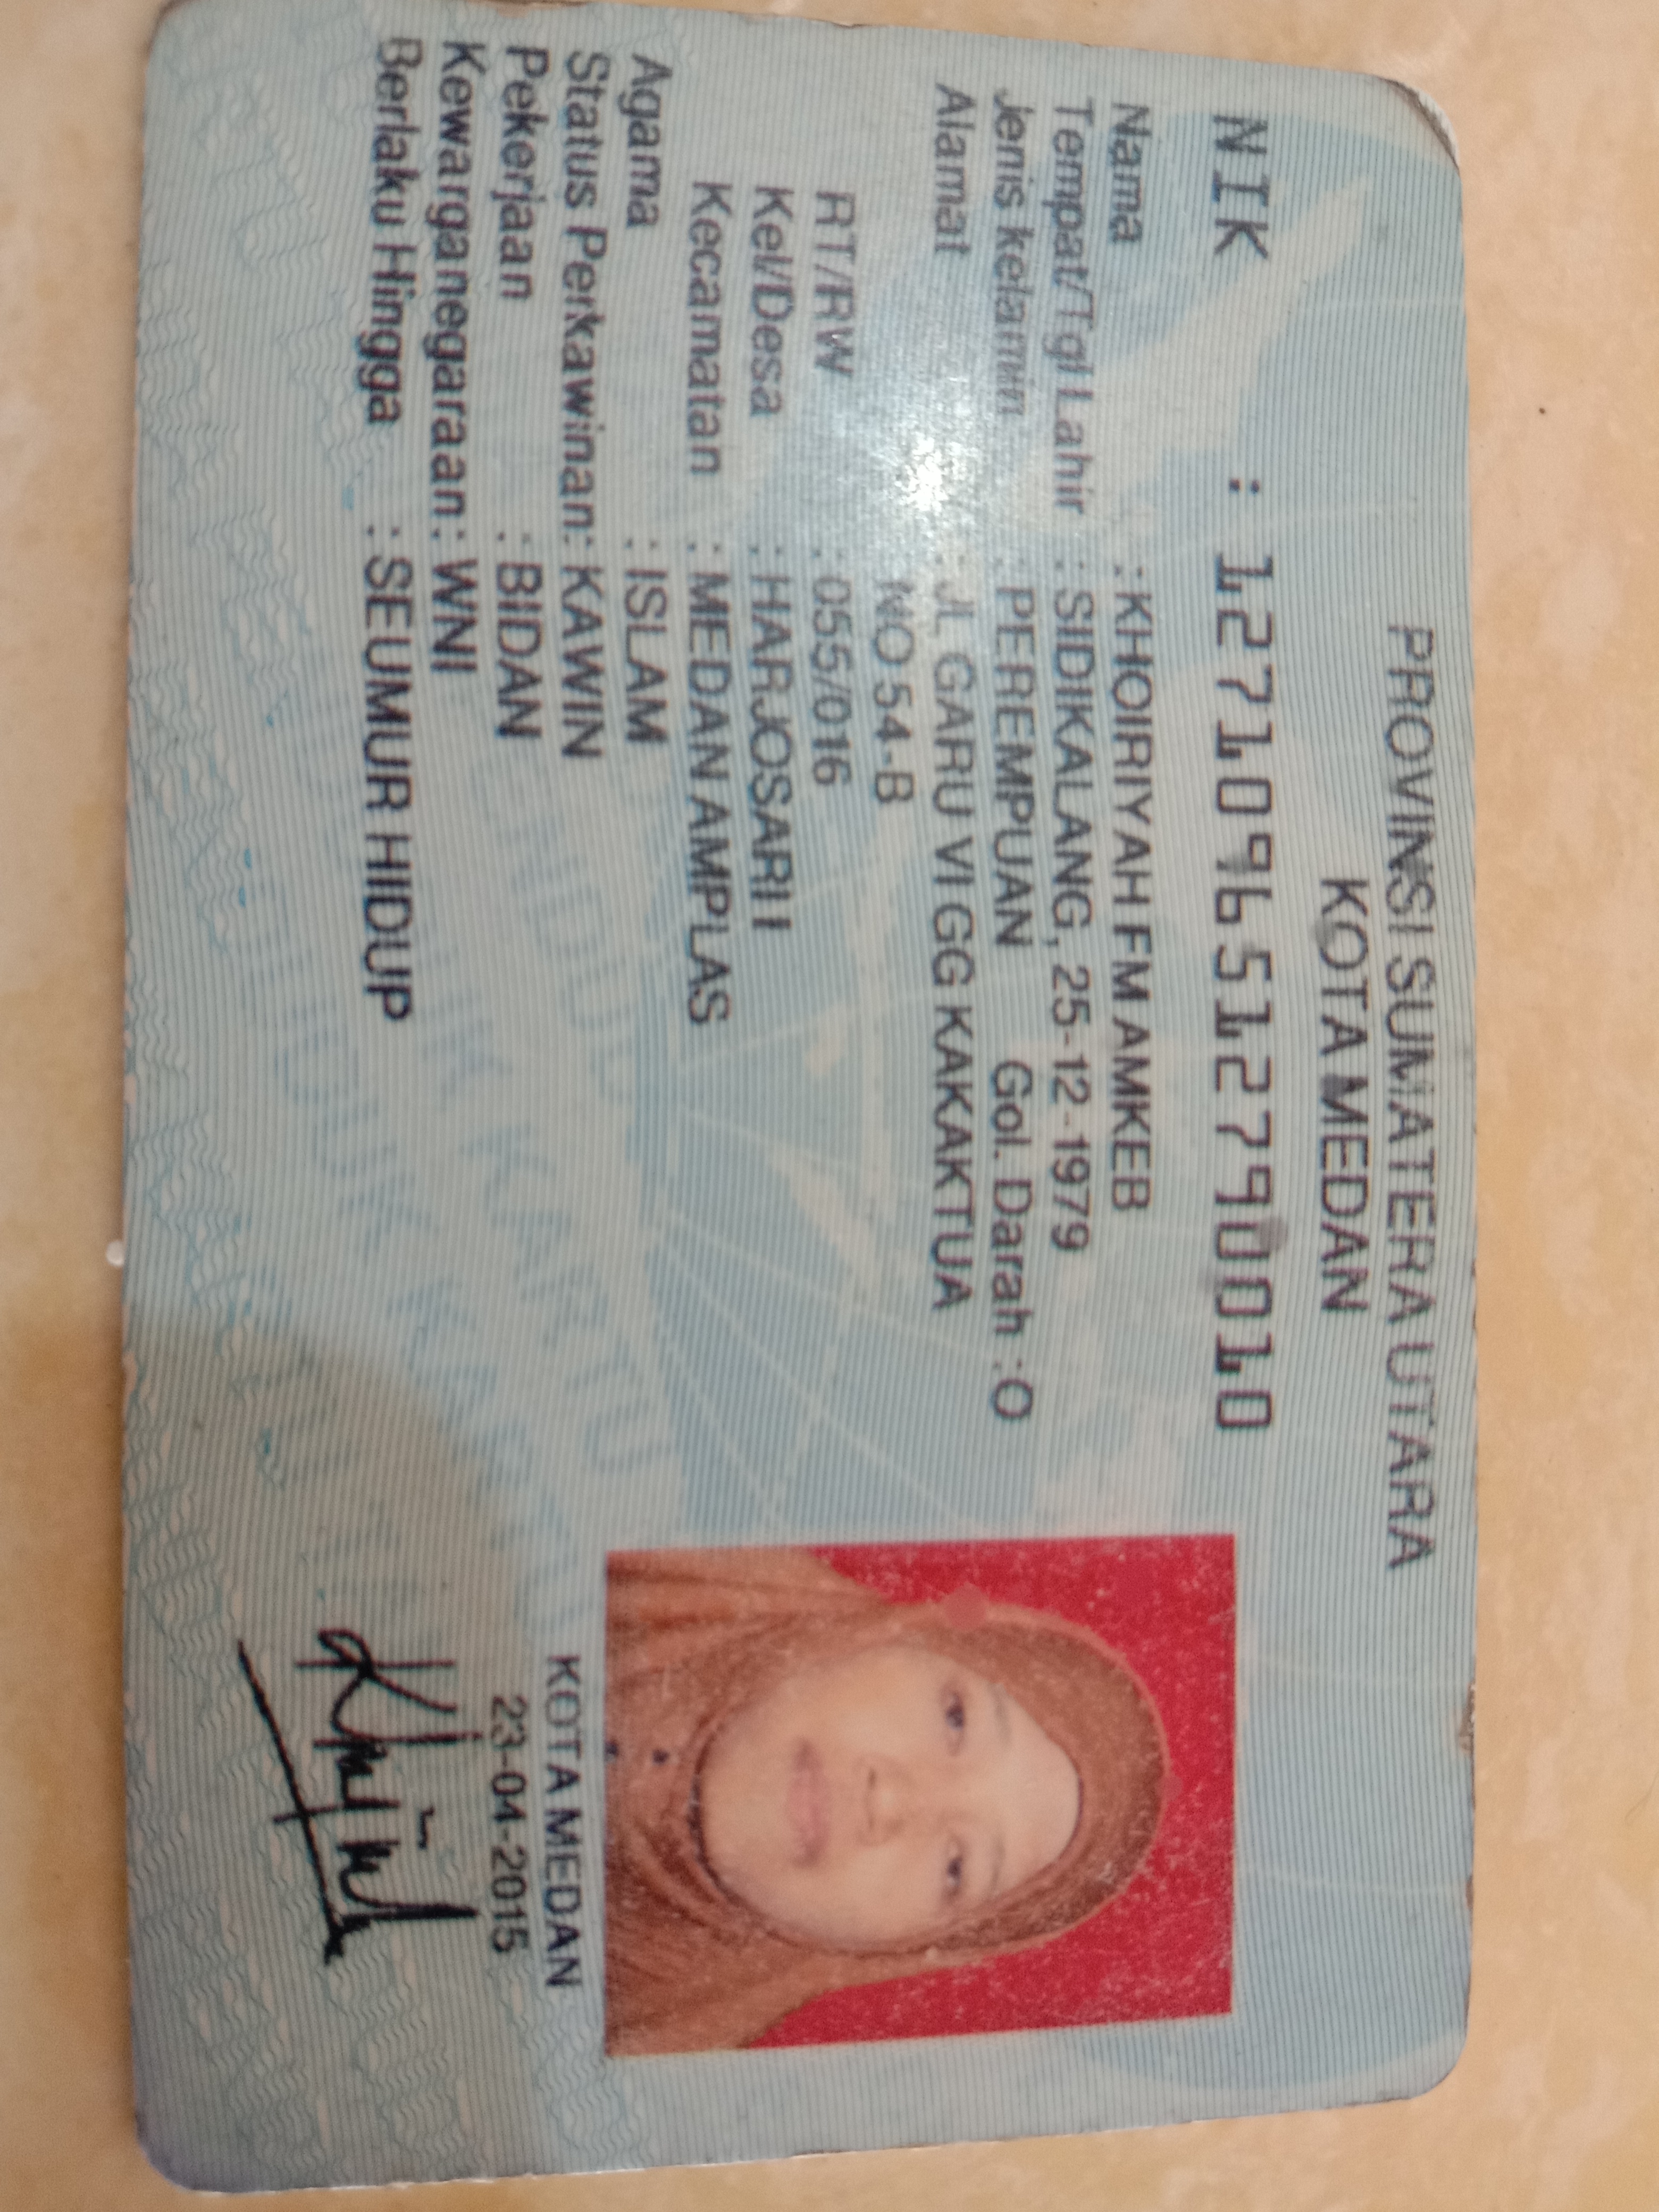 PROVINSI SUMATERA UTARA
KOTA MEDAN
NIK : 1271096512790010
Nama : KHOIRIYAH FM AMKEB
Tempat/Tgl Lahir : SIDIKALANG, 25-12-1979
Jenis kelamin : PEREMPUAN Gol. Darah : O
Alamat : JL GARU VI GG KAKAKTUA
NO 54-B
RT/RW : 055/016
Kel/Desa : HARJOSARI I
Kecamatan : MEDAN AMPLAS
Agama : ISLAM
Status Perkawinan: KAWIN
Pekerjaan : BIDAN
Kewarganegaraan: WNI
Berlaku Hingga : SEUMUR HIDUP
KOTA MEDAN
23-04-2015